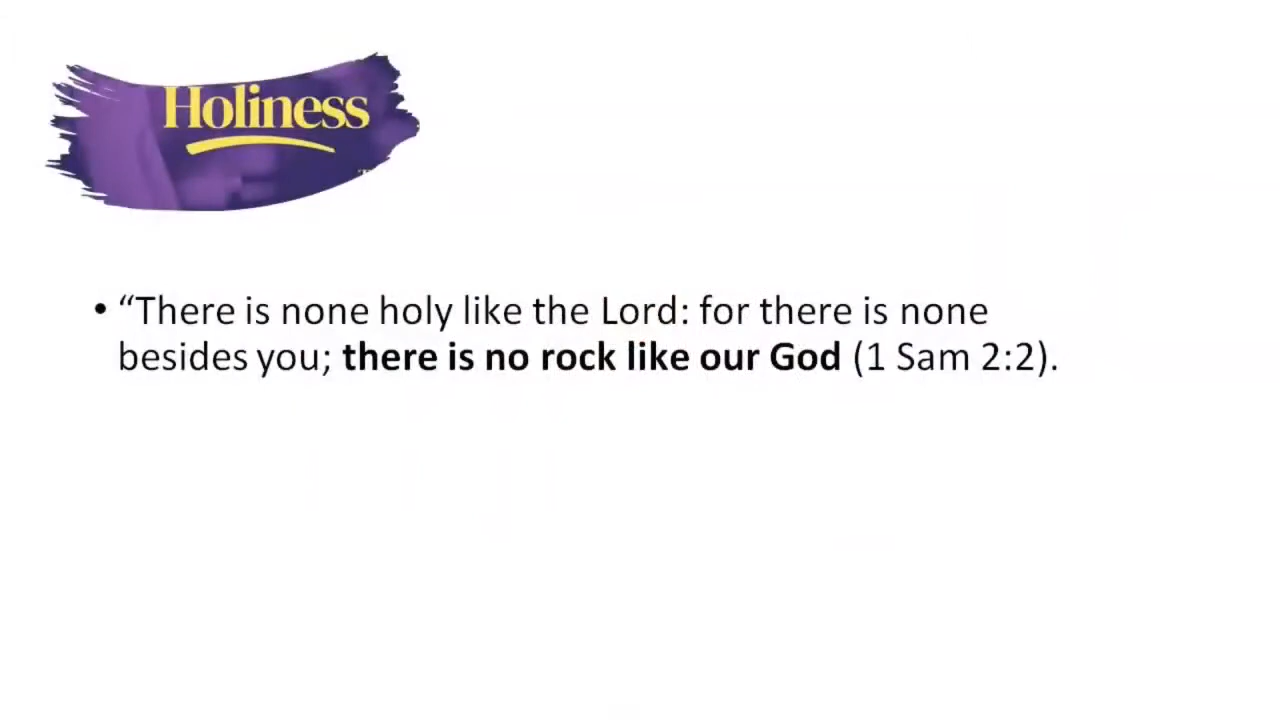 Holiness
• “There is none holy like the Lord: for there is none
besides you; there is no rock like our God (1 Sam 2:2).